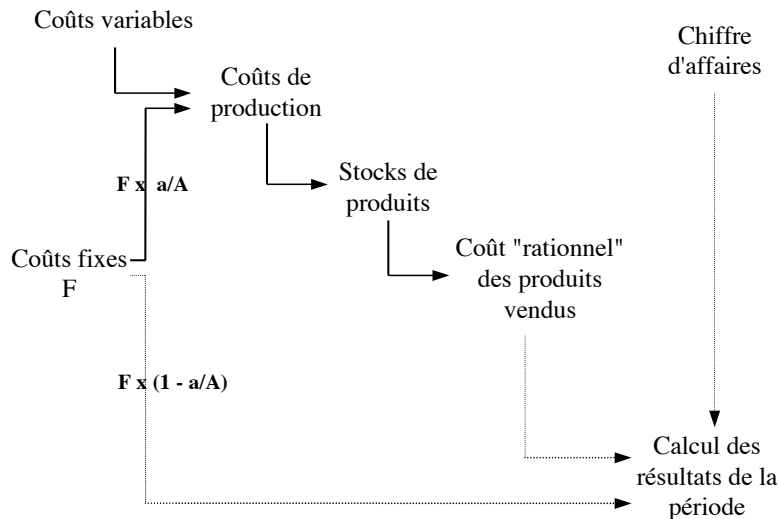 Coûts variables
Chiffre
d'affaires
Coûts de
production
F x a/A
Stocks de
produits
Coûts fixes
F
Coût "rationnel"
des produits
vendus
F x (1 - a/A)
Calcul des
résultats de la
période